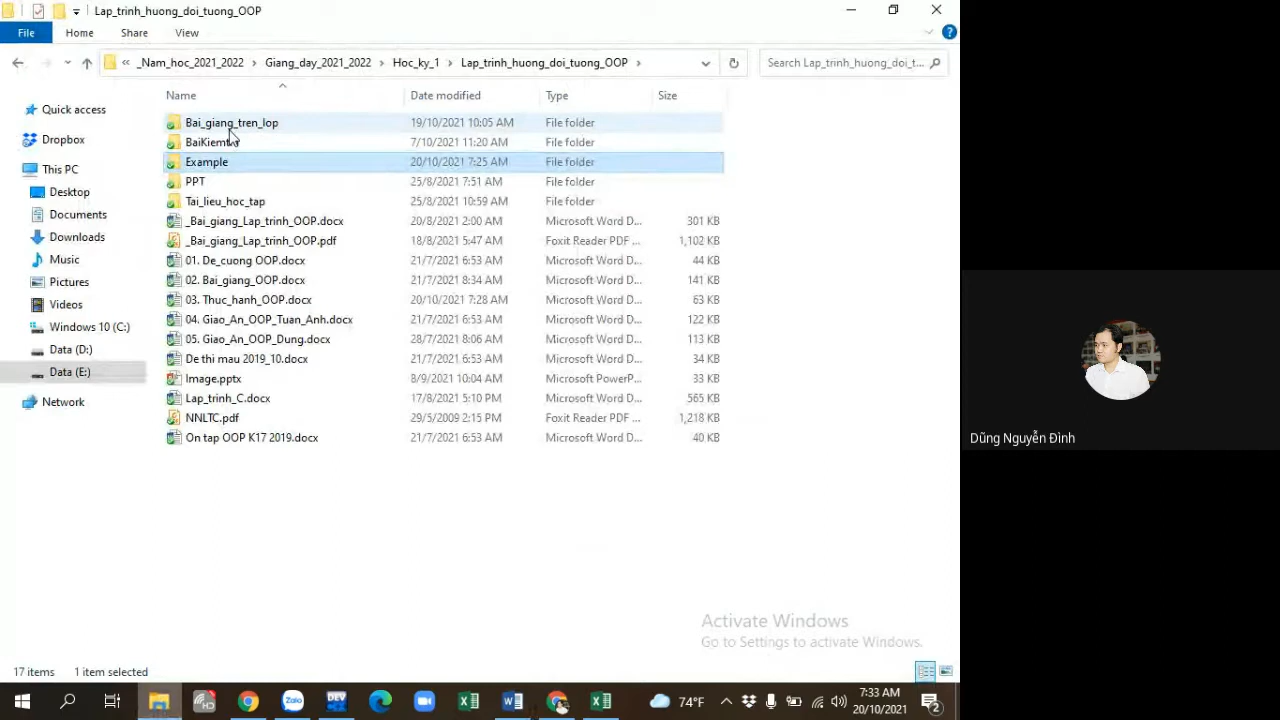 Lap_trinh_huong_doi_tuong_OOP
File Home Share View
_Nam_hoc_2021_2022 Giang_day_2021_2022 Hoc_ky_1 Lap_trinh_huong_doi_tuong_OOP Search Lap_trinh_huong_doi_t...
Name Date modified Type Size
Quick access
Dropbox
This PC
Desktop
Documents
Downloads
Music
Pictures
Videos
Windows 10 (C:)
Data (D:)
Data (E:)
Network
Bai_giang_tren_lop 19/10/2021 10:05 AM File folder
7/10/2021 11:20 AM File folder
Example 20/10/2021 7:25 AM File folder
PPT 25/8/2021 7:51 AM File folder
Tai_lieu_hoc_tap 25/8/2021 10:59 AM File folder
_Bai_giang_Lap_trinh_OOP.docx 20/8/2021 2:00 AM Microsoft Word D... 301 KB
_Bai_giang_Lap_trinh_OOP.pdf 18/8/2021 5:47 AM Foxit Reader PDF ... 1,102 KB
01. De_cuong OOP.docx 21/7/2021 6:53 AM Microsoft Word D... 44 KB
02. Bai_giang_OOP.docx 21/7/2021 8:34 AM Microsoft Word D... 141 KB
03. Thuc_hanh_OOP.docx 20/10/2021 7:28 AM Microsoft Word D... 63 KB
04. Giao_An_OOP_Tuan_Anh.docx 21/7/2021 6:53 AM Microsoft Word D... 122 KB
05. Giao_An_OOP_Dung.docx 28/7/2021 8:06 AM Microsoft Word D... 113 KB
De thi mau 2019_10.docx 21/7/2021 6:53 AM Microsoft Word D... 34 KB
Image.pptx 8/9/2021 10:04 AM Microsoft PowerP... 33 KB
Lap_trinh_C.docx 17/8/2021 5:10 PM Microsoft Word D... 565 KB
NNLTC.pdf 29/5/2009 2:15 PM Foxit Reader PDF ... 1,218 KB
On tap OOP K17 2019.docx 21/7/2021 6:53 AM Microsoft Word D... 40 KB
Activate Windows
Go to Settings to activate Windows.
17 items 1 item selected
Dũng Nguyễn Đình
HD
Zalo
DEV
74°F
7:33 AM
20/10/2021
2